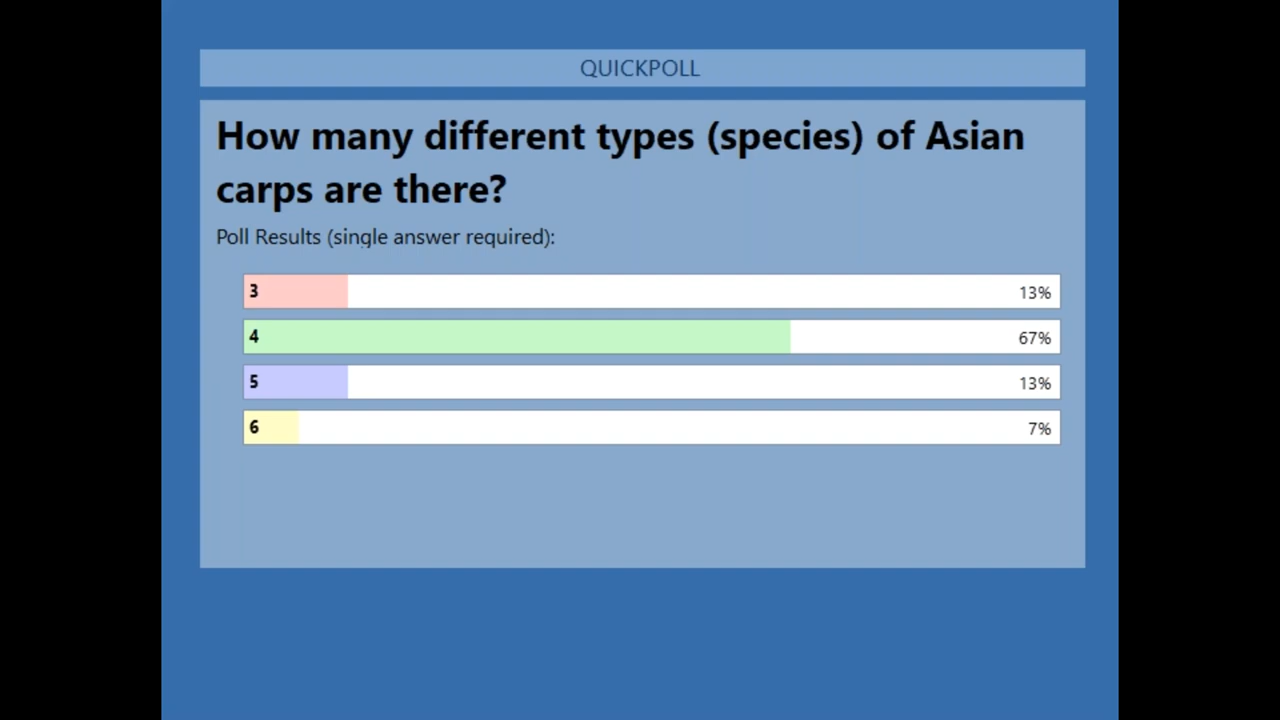 QUICKPOLL
How many different types (species) of Asian
carps are there?
Poll Results (single answer required):
3 13%
4 67%
5 13%
6 7%